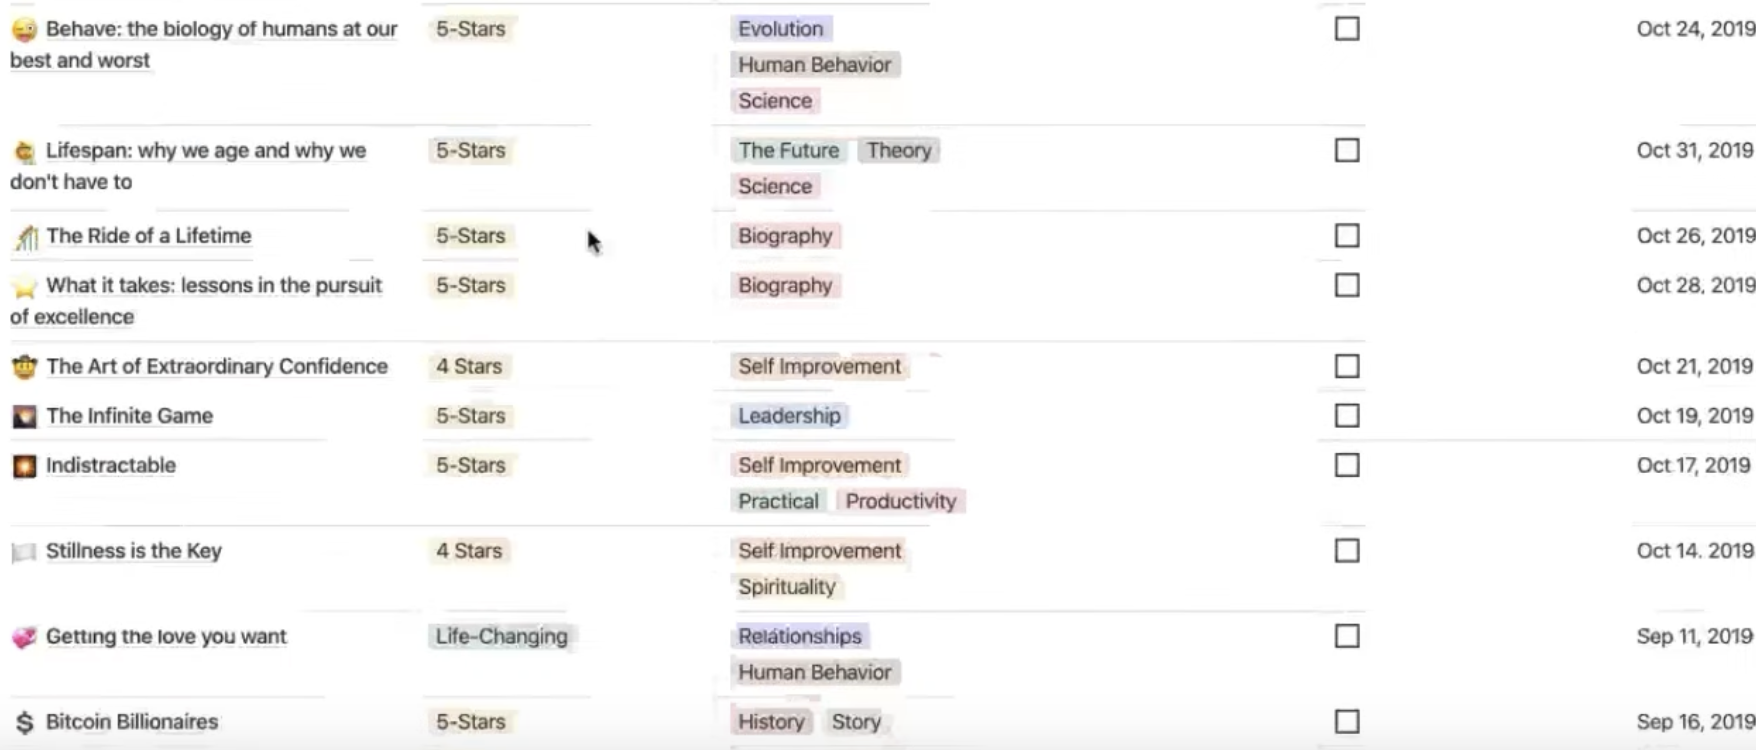 Behave: the biology of humans at our
best and worst
5-Stars
Evolution
Human Behavior
Science
Oct 24, 2019
Lifespan: why we age and why we
don't have to
5-Stars
The Future Theory
Science
Oct 31, 2019
The Ride of a Lifetime
5-Stars
Biography
Oct 26, 2019
What it takes: lessons in the pursuit
of excellence
5-Stars
Biography
Oct 28, 2019
The Art of Extraordinary Confidence
4 Stars
Self Improvement
Oct 21, 2019
The Infinite Game
5-Stars
Leadership
Oct 19, 2019
Indistractable
5-Stars
Self Improvement
Practical Productivity
Oct 17, 2019
Stillness is the Key
4 Stars
Self Improvement
Spirituality
Oct 14. 2019
Getting the love you want
Life-Changing
Relationships
Human Behavior
Sep 11, 2019
$ Bitcoin Billionaires
5-Stars
History Story
Sep 16, 2019